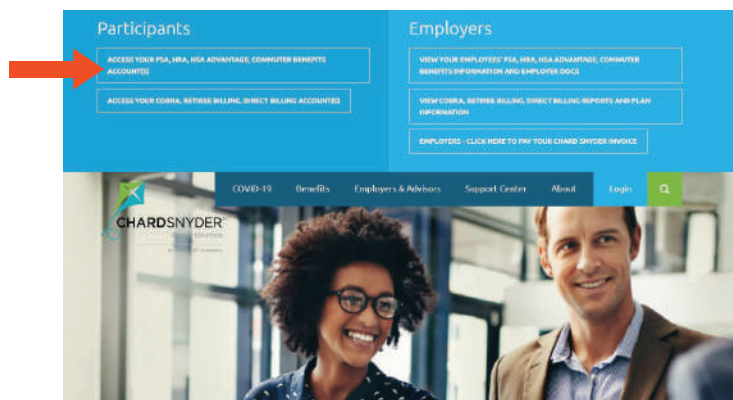 Participants
ACCESS YOUR FSA, HRA, HSA ADVANTAGE, COMMUTER BENEFITS
ACCOUNT(S)
ACCESS YOUR COBRA, RETIREE BILLING, DIRECT BILLING ACCOUNT(S)
Employers
VIEW YOUR EMPLOYEES' FSA, HRA, HSA ADVANTAGE, COMMUTER
BENEFITS INFORMATION AND EMPLOYER DOCS
VIEW COBRA, RETIREE BILLING, DIRECT BILLING REPORTS AND PLAN
INFORMATION
EMPLOYERS - CLICK HERE TO PAY YOUR CHARD SNYDER INVOICE
COVID-19 Benefits Employers & Advisors Support Center About Login
CHARDSNYDER